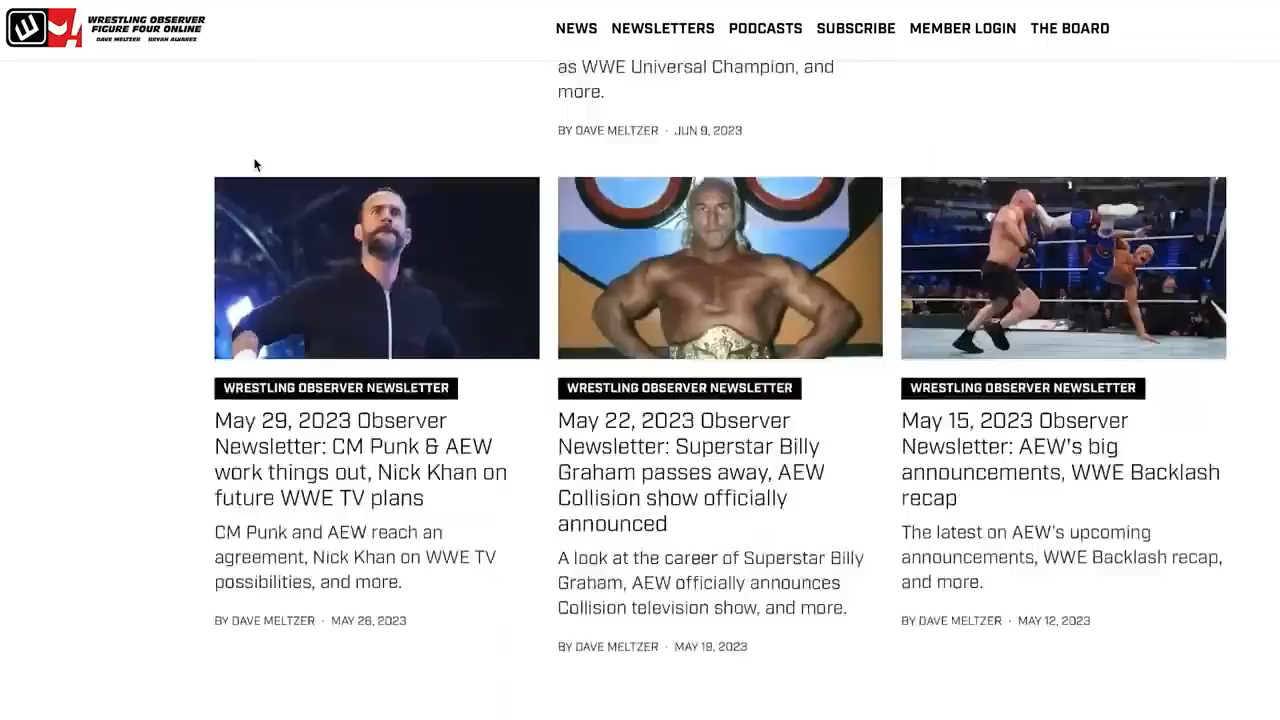 WRESTLING OBSERVER
FIGURE FOUR ONLINE
DAVE MELTZER BRYAN ALVAREZ
NEWS NEWSLETTERS PODCASTS SUBSCRIBE MEMBER LOGIN THE BOARD
as WWE Universal Champion, and
more.
BY DAVE MELTZER · JUN 9, 2023
WRESTLING OBSERVER NEWSLETTER
May 29, 2023 Observer
Newsletter: CM Punk & AEW
work things out, Nick Khan on
future WWE TV plans
CM Punk and AEW reach an
agreement, Nick Khan on WWE TV
possibilities, and more.
BY DAVE MELTZER · MAY 26, 2023
WRESTLING OBSERVER NEWSLETTER
May 22, 2023 Observer
Newsletter: Superstar Billy
Graham passes away, AEW
Collision show officially
announced
A look at the career of Superstar Billy
Graham, AEW officially announces
Collision television show, and more.
BY DAVE MELTZER · MAY 19, 2023
WRESTLING OBSERVER NEWSLETTER
May 15, 2023 Observer
Newsletter: AEW's big
announcements, WWE Backlash
recap
The latest on AEW's upcoming
announcements, WWE Backlash recap,
and more.
BY DAVE MELTZER · MAY 12, 2023